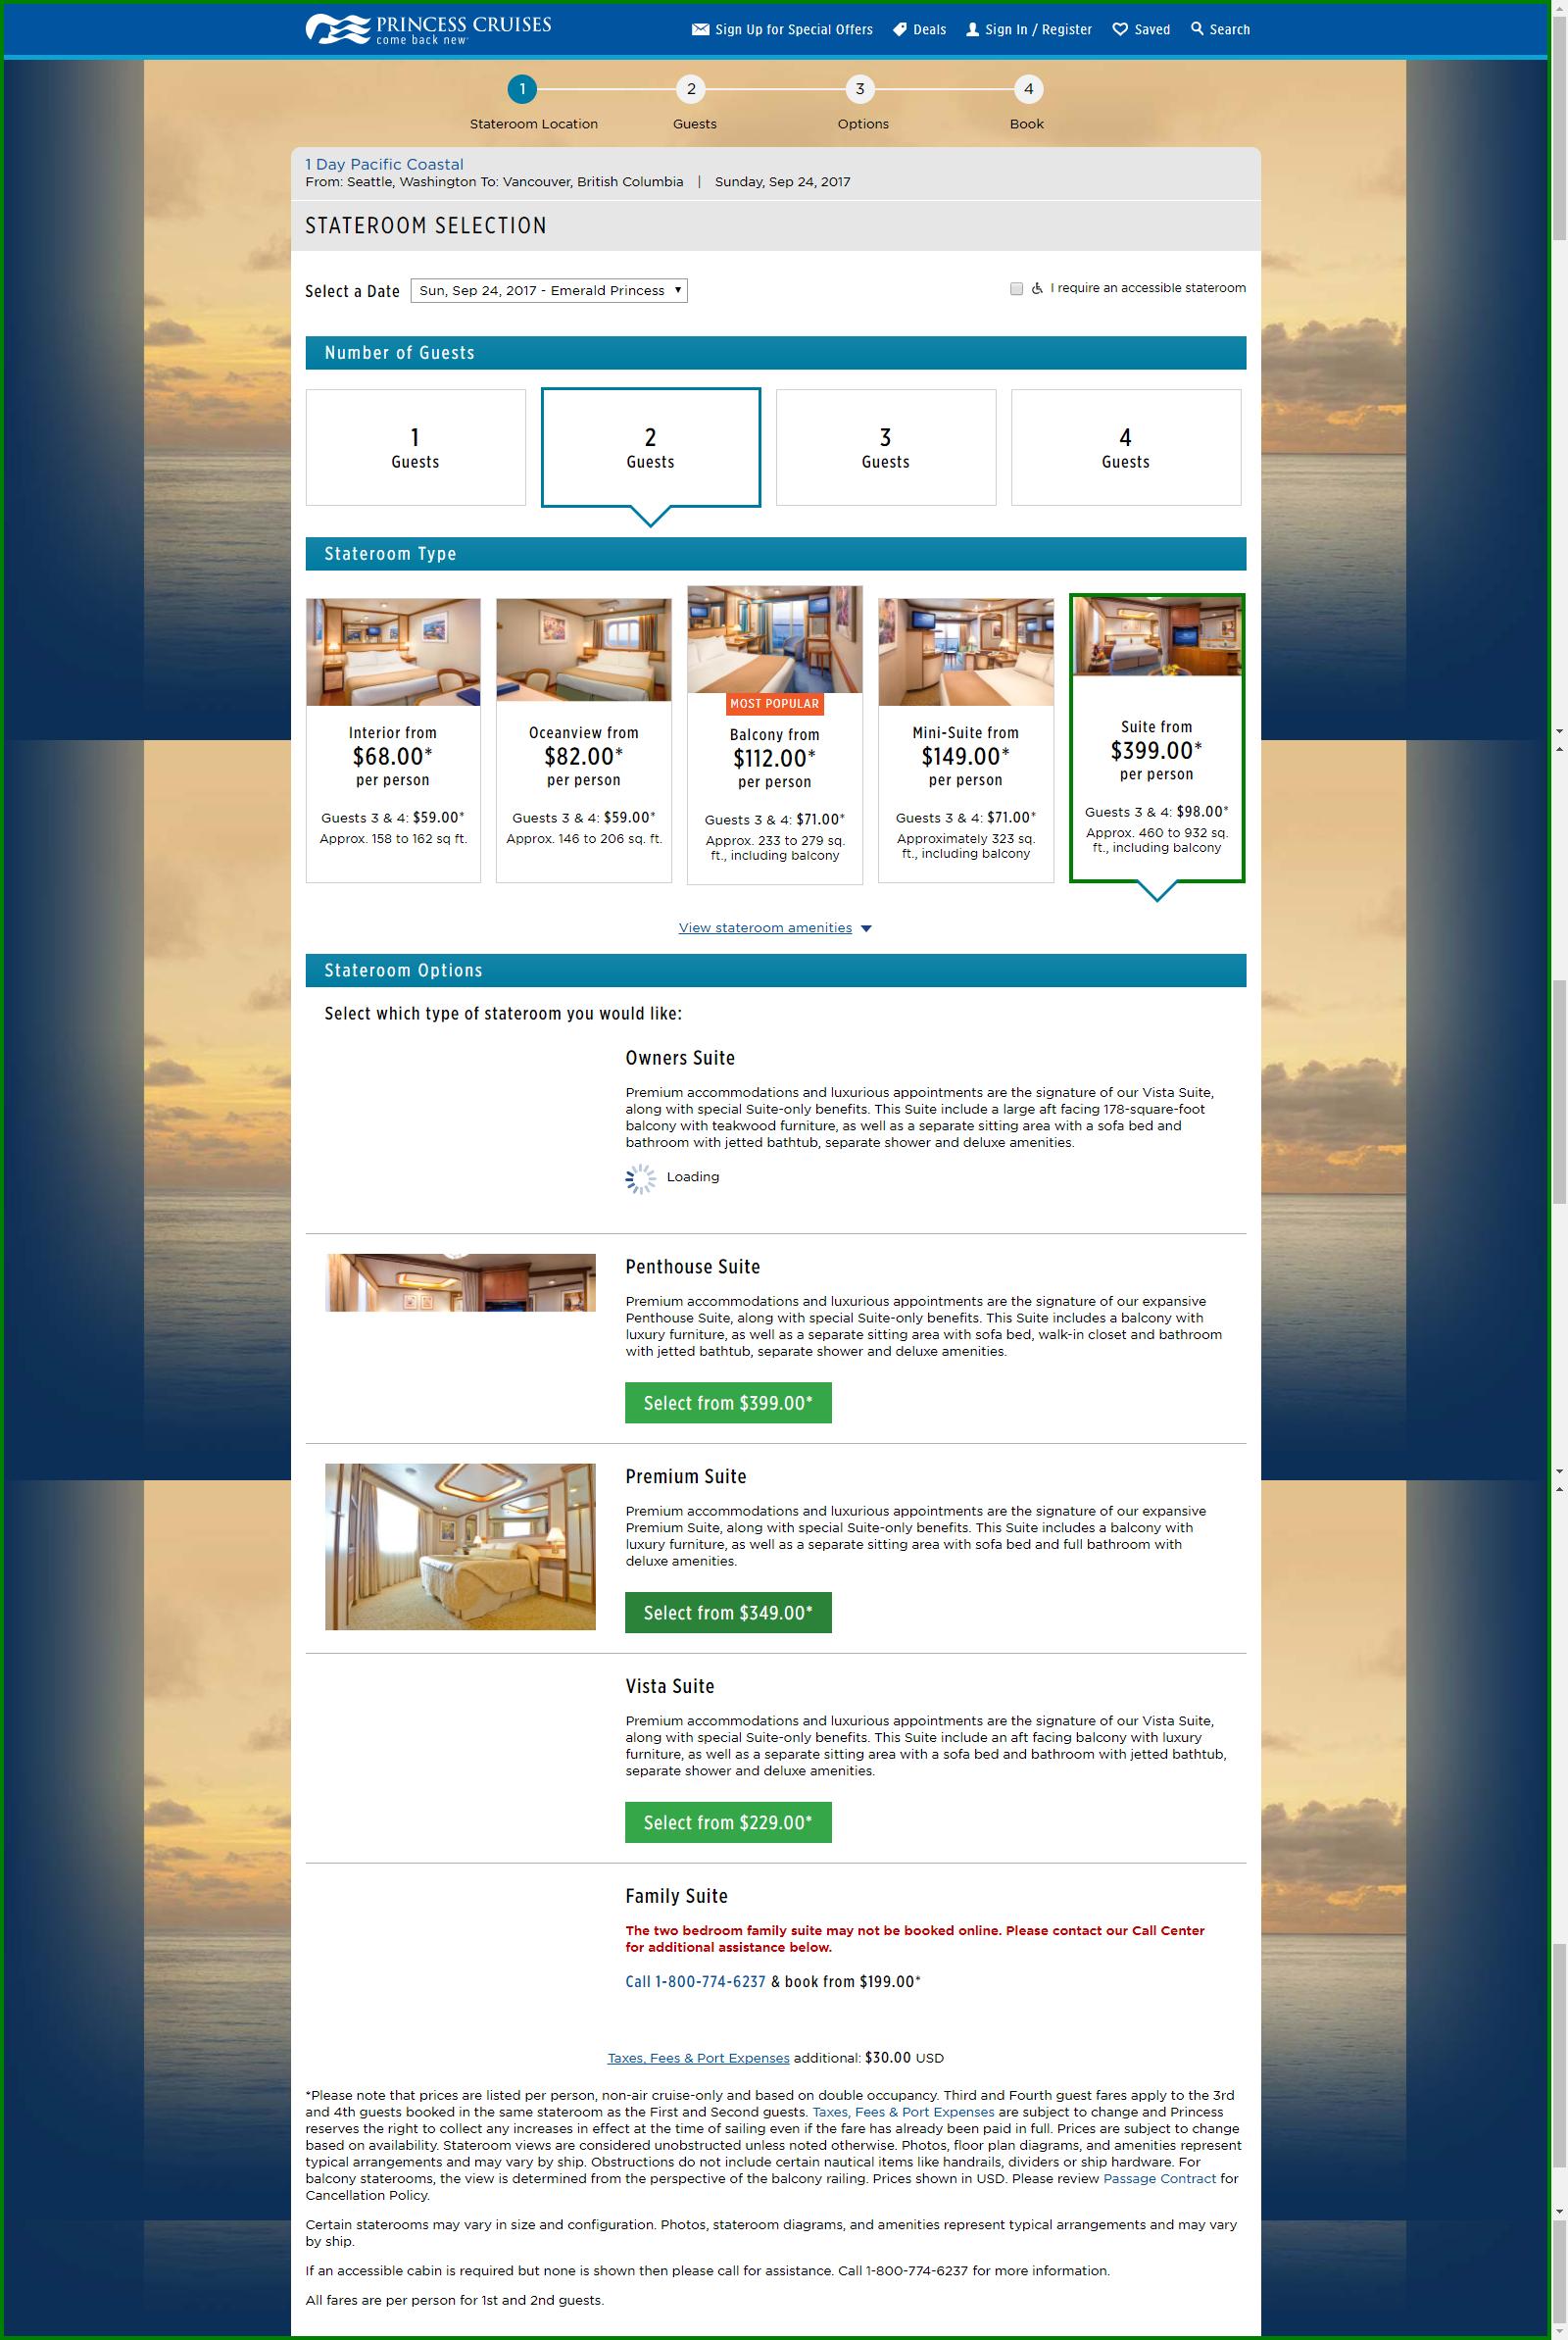 PRINCESS CRUISES
come back new
Sign Up for Special Offers Deals Sign In / Register Saved Search
1 2 3 4
Stateroom Location Guests Options Book
1 Day Pacific Coastal
From: Seattle, Washington To: Vancouver, British Columbia | Sunday, Sep 24, 2017
STATEROOM SELECTION
Select a Date Sun, Sep 24, 2017 - Emerald Princess I require an accessible stateroom
Number of Guests
1
Guests
2
Guests
3
Guests
4
Guests
Stateroom Type
Interior from
$68.00*
per person
Guests 3 & 4: $59.00*
Approx. 158 to 162 sq ft.
Oceanview from
$82.00*
per person
Guests 3 & 4: $59.00*
Approx. 146 to 206 sq. ft.
MOST POPULAR
Balcony from
$112.00*
per person
Guests 3 & 4: $71.00*
Approx. 233 to 279 sq.
ft., including balcony
Mini-Suite from
$149.00*
per person
Guests 3 & 4: $71.00*
Approximately 323 sq.
ft., including balcony
Suite from
$399.00*
per person
Guests 3 & 4: $98.00*
Approx. 460 to 932 sq.
ft., including balcony
View stateroom amenities
Stateroom Options
Select which type of stateroom you would like:
Owners Suite
Premium accommodations and luxurious appointments are the signature of our Vista Suite,
along with special Suite-only benefits. This Suite include a large aft facing 178-square-foot
balcony with teakwood furniture, as well as a separate sitting area with a sofa bed and
bathroom with jetted bathtub, separate shower and deluxe amenities.
Loading
Penthouse Suite
Premium accommodations and luxurious appointments are the signature of our expansive
Penthouse Suite, along with special Suite-only benefits. This Suite includes a balcony with
luxury furniture, as well as a separate sitting area with sofa bed, walk-in closet and bathroom
with jetted bathtub, separate shower and deluxe amenities.
Select from $399.00*
Premium Suite
Premium accommodations and luxurious appointments are the signature of our expansive
Premium Suite, along with special Suite-only benefits. This Suite includes a balcony with
luxury furniture, as well as a separate sitting area with sofa bed and full bathroom with
deluxe amenities.
Select from $349.00*
Vista Suite
Premium accommodations and luxurious appointments are the signature of our Vista Suite,
along with special Suite-only benefits. This Suite include an aft facing balcony with luxury
furniture, as well as a separate sitting area with a sofa bed and bathroom with jetted bathtub,
separate shower and deluxe amenities.
Select from $229.00*
Family Suite
The two bedroom family suite may not be booked online. Please contact our Call Center
for additional assistance below.
Call 1-800-774-6237 & book from $199.00*
Taxes, Fees & Port Expenses additional: $30.00 USD
*Please note that prices are listed per person, non-air cruise-only and based on double occupancy. Third and Fourth guest fares apply to the 3rd
and 4th guests booked in the same stateroom as the First and Second guests. Taxes, Fees & Port Expenses are subject to change and Princess
reserves the right to collect any increases in effect at the time of sailing even if the fare has already been paid in full. Prices are subject to change
based on availability. Stateroom views are considered unobstructed unless noted otherwise. Photos, floor plan diagrams, and amenities represent
typical arrangements and may vary by ship. Obstructions do not include certain nautical items like handrails, dividers or ship hardware. For
balcony staterooms, the view is determined from the perspective of the balcony railing. Prices shown in USD. Please review Passage Contract for
Cancellation Policy.
Certain staterooms may vary in size and configuration. Photos, stateroom diagrams, and amenities represent typical arrangements and may vary
by ship.
If an accessible cabin is required but none is shown then please call for assistance. Call 1-800-774-6237 for more information.
All fares are per person for 1st and 2nd guests.